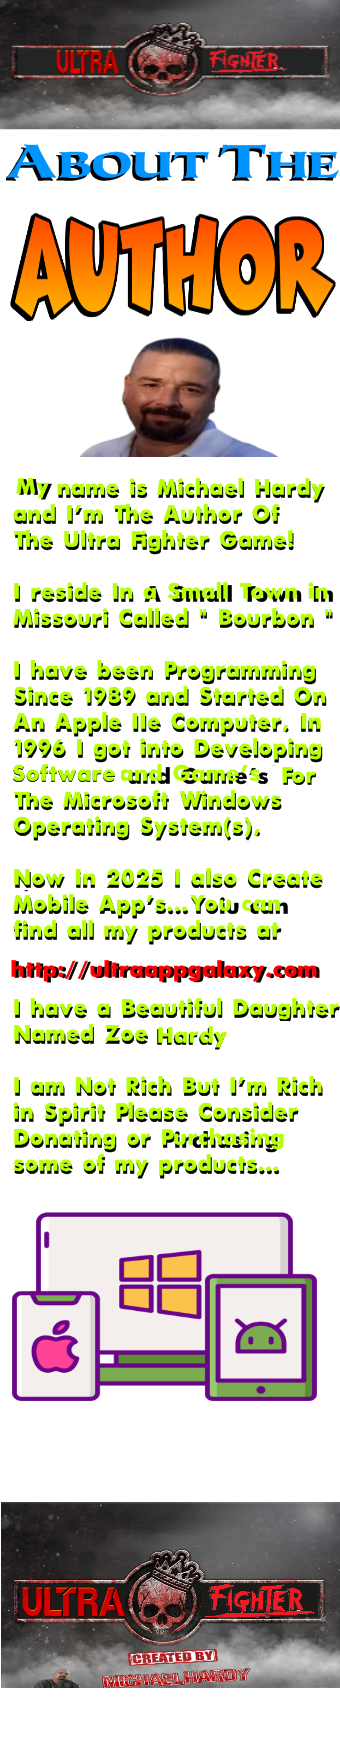 ULTRA FIGHTER
ABOUT THE
AUTHOR
My name is Michael Hardy
and I'm The Author Of
The Ultra Fighter Game!
I reside In A Small Town In
Missouri Called " Bourbon "
I have been Programming
Since 1989 and Started On
An Apple IIe Computer, In
1996 I got into Developing
Software and Game's For
The Microsoft Windows
Operating System(s),
Now in 2025 I also Create
Mobile App's...You can
find all my products at
http://ultraappgalaxy.com
I have a Beautiful Daughter
Named Zoe Hardy
I am Not Rich But I'm Rich
in Spirit Please Consider
Donating or Purchasing
some of my products...
ULTRA FIGHTER
CREATED BY
MICHAEL HARDY